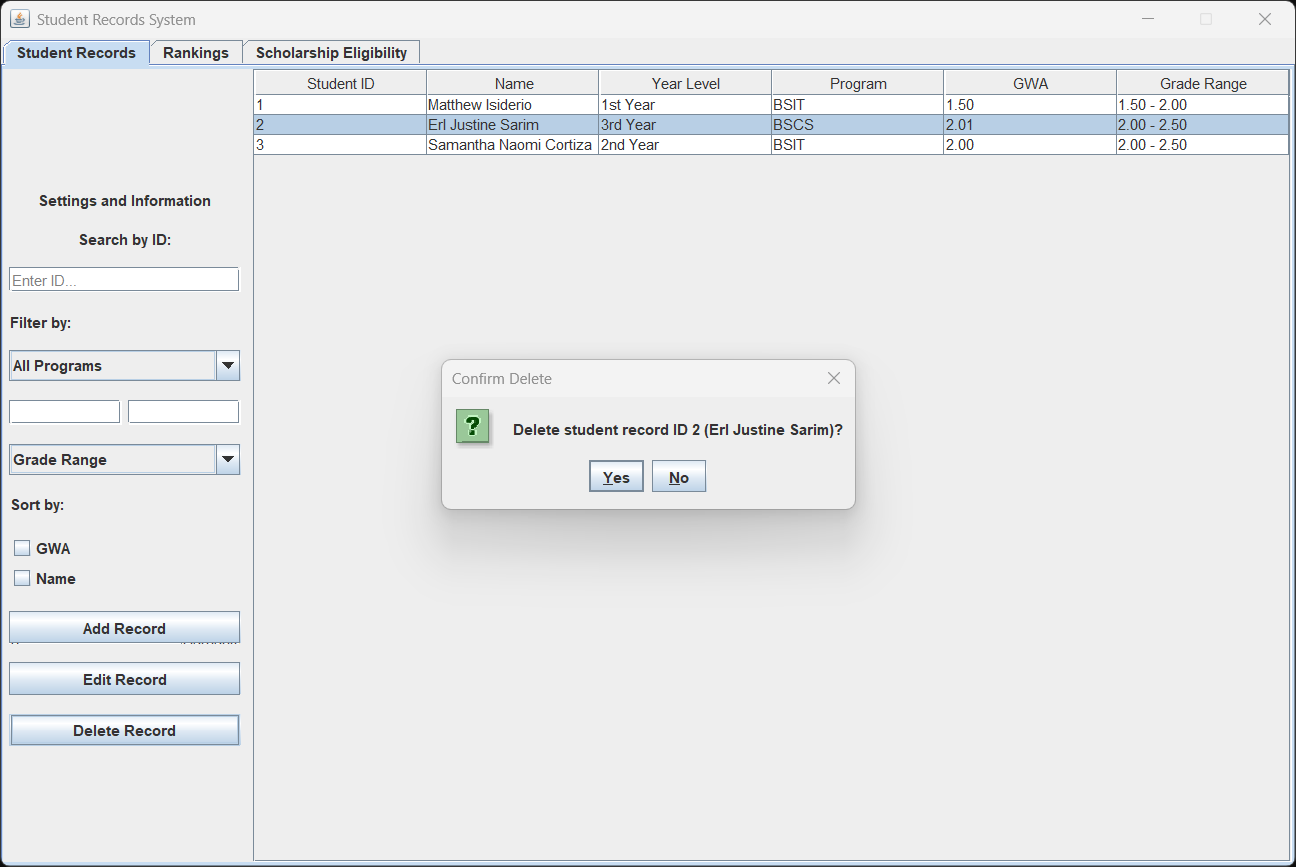 Student Records System
Student Records Rankings Scholarship Eligibility
Student ID Name Year Level Program GWA Grade Range
1 Matthew Isiderio 1st Year BSIT 1.50 1.50 - 2.00
2 Erl Justine Sarim 3rd Year BSCS 2.01 2.00 - 2.50
3 Samantha Naomi Cortiza 2nd Year BSIT 2.00 2.00 - 2.50
Settings and Information
Search by ID:
Enter ID...
Filter by:
All Programs
Grade Range
Sort by:
GWA
Name
Add Record
Edit Record
Delete Record
Confirm Delete
? Delete student record ID 2 (Erl Justine Sarim)?
Yes No